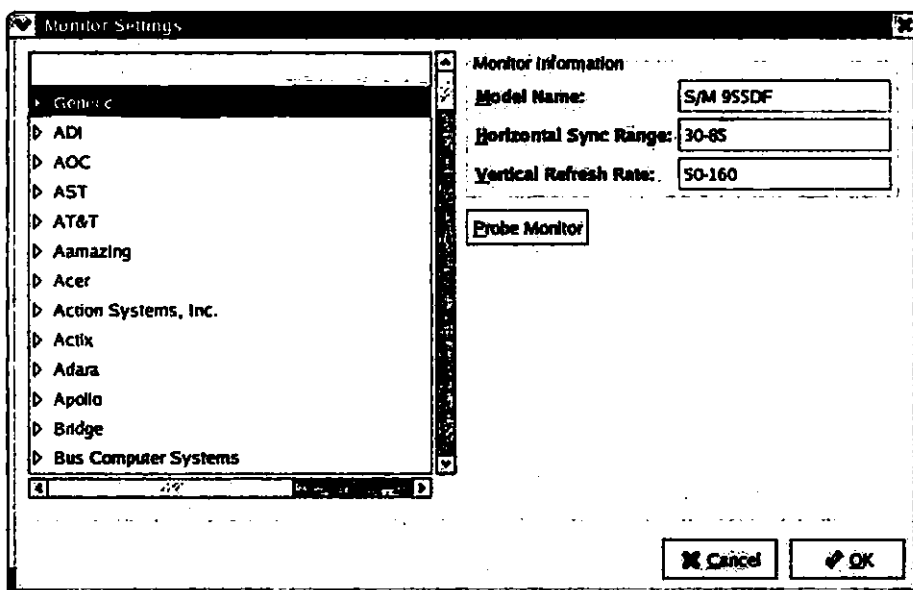 Monitor Settings
Generic
ADI
AOC
AST
AT&T
Aamazing
Acer
Action Systems, Inc.
Actix
Adara
Apollo
Bridge
Bus Computer Systems
Monitor Information
Model Name: S/M 955DF
Horizontal Sync Range: 30-85
Vertical Refresh Rate: 50-160
Probe Monitor
Cancel
OK